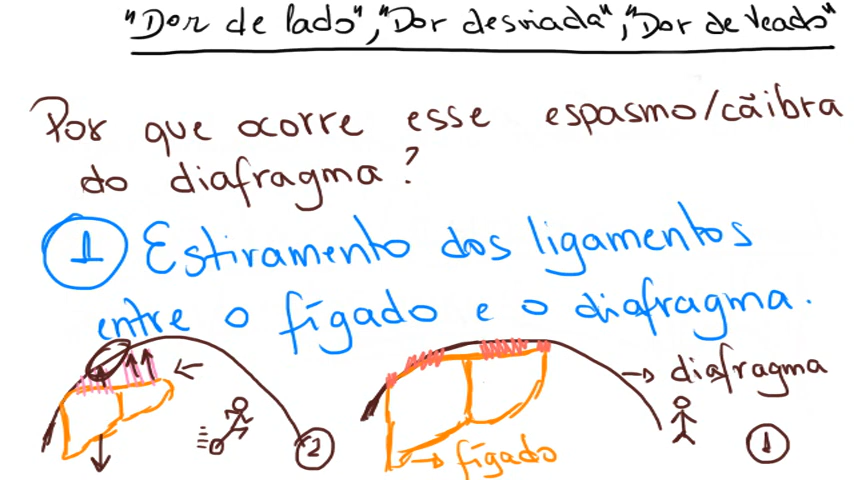 "Dor de lado", "Dor desviada", "Dor de Veado"
Por que ocorre esse espasmo/cãibra
do diafragma?
1 Estiramento dos ligamentos
entre o fígado e o diafragma.
→ diafragma
2
1
→ fígado